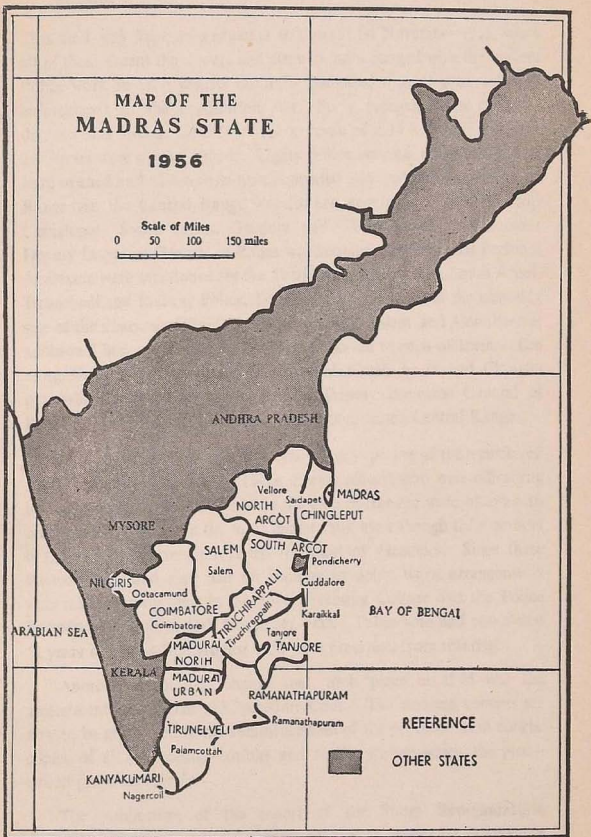 MAP OF THE
MADRAS STATE
1956
Scale of Miles
0 50 100 150 miles
ANDHRA PRADESH
Vellore
Saidapet
MADRAS
NORTH
ARCOT
CHINGLEPUT
MYSORE
SALEM
SOUTH ARCOT
Salem
Pondicherry
NILGIRIS
Ootacamund
Cuddalore
COIMBATORE
Coimbatore
TIRUCHIRAPPALLI
Tiruchirappalli
Karaikkal
BAY OF BENGAL
ARABIAN SEA
Tanjore
TANJORE
MADURAI
NORTH
KERALA
MADURAI
URBAN
RAMANATHAPURAM
Ramanathapuram
TIRUNELVELI
Palamcottah
KANYAKUMARI
Nagercoil
REFERENCE
OTHER STATES